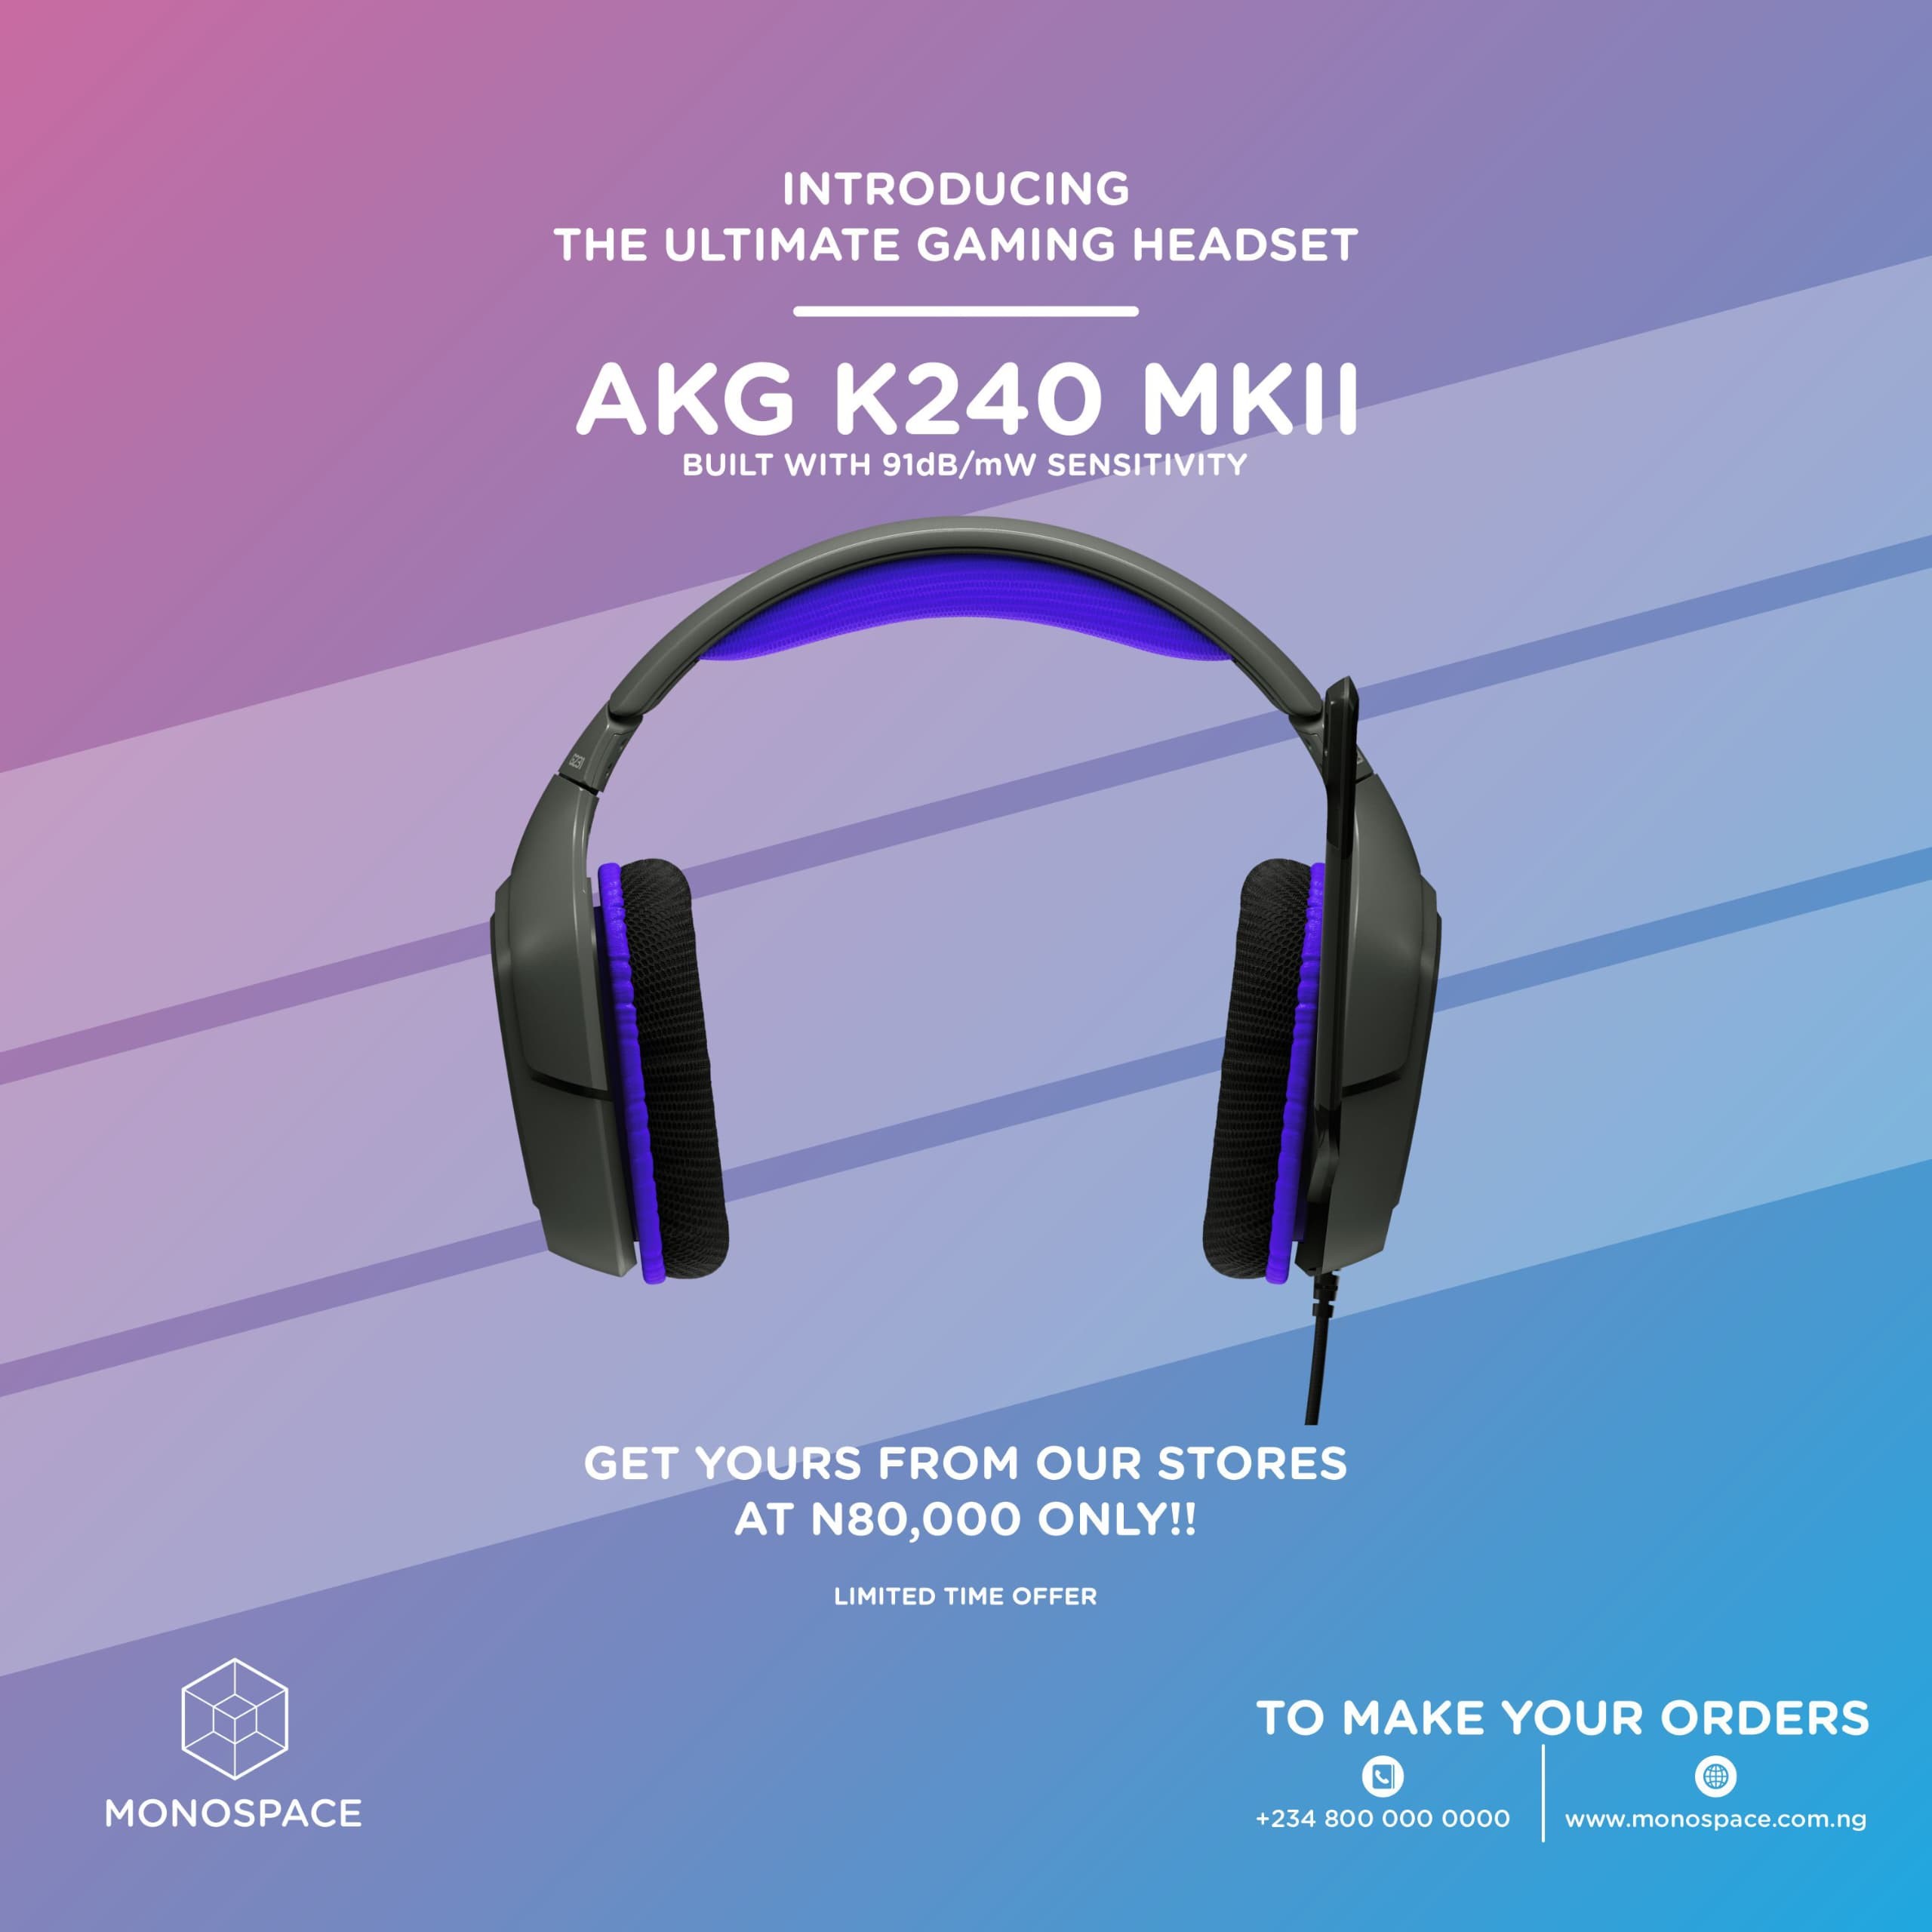 INTRODUCING
THE ULTIMATE GAMING HEADSET
AKG K240 MKII
BUILT WITH 91dB/mW SENSITIVITY
GET YOURS FROM OUR STORES
AT N80,000 ONLY!!
LIMITED TIME OFFER
MONOSPACE
TO MAKE YOUR ORDERS
+234 800 000 0000
www.monospace.com.ng